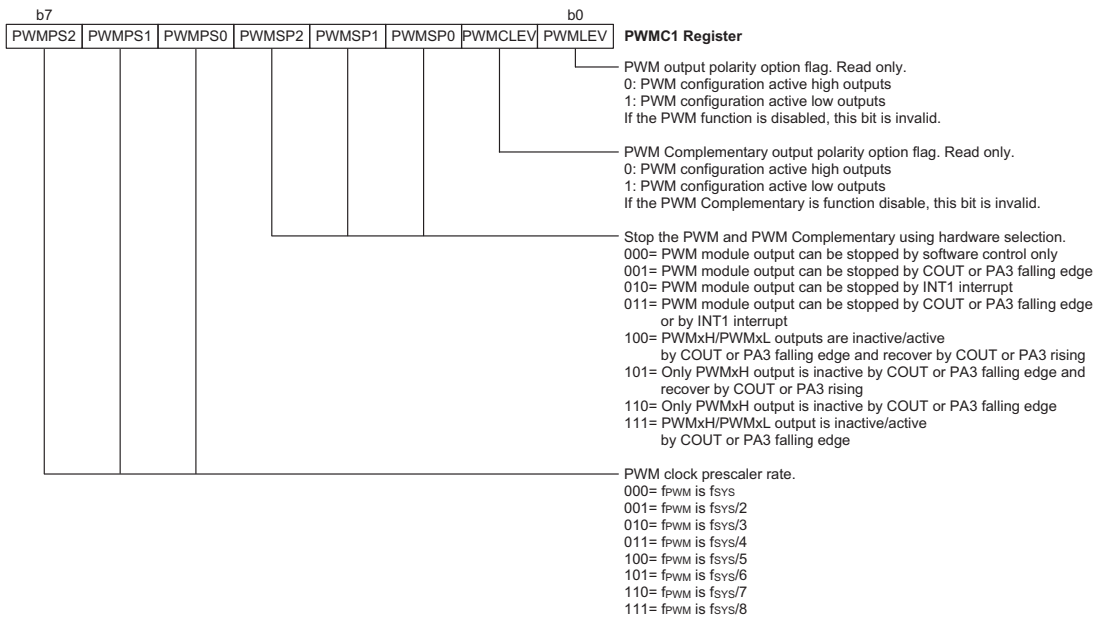 b7 b0
PWMPS2 PWMPS1 PWMPS0 PWMSP2 PWMSP1 PWMSP0 PWMCLEV PWMLEV PWMC1 Register
PWM output polarity option flag. Read only.
0: PWM configuration active high outputs
1: PWM configuration active low outputs
If the PWM function is disabled, this bit is invalid.
PWM Complementary output polarity option flag. Read only.
0: PWM configuration active high outputs
1: PWM configuration active low outputs
If the PWM Complementary is function disable, this bit is invalid.
Stop the PWM and PWM Complementary using hardware selection.
000= PWM module output can be stopped by software control only
001= PWM module output can be stopped by COUT or PA3 falling edge
010= PWM module output can be stopped by INT1 interrupt
011= PWM module output can be stopped by COUT or PA3 falling edge
or by INT1 interrupt
100= PWMxH/PWMxL outputs are inactive/active
by COUT or PA3 falling edge and recover by COUT or PA3 rising
101= Only PWMxH output is inactive by COUT or PA3 falling edge and
recover by COUT or PA3 rising
110= Only PWMxH output is inactive by COUT or PA3 falling edge
111= PWMxH/PWMxL output is inactive/active
by COUT or PA3 falling edge
PWM clock prescaler rate.
000= fPWM is fSYS
001= fPWM is fSYS/2
010= fPWM is fSYS/3
011= fPWM is fSYS/4
100= fPWM is fSYS/5
101= fPWM is fSYS/6
110= fPWM is fSYS/7
111= fPWM is fSYS/8